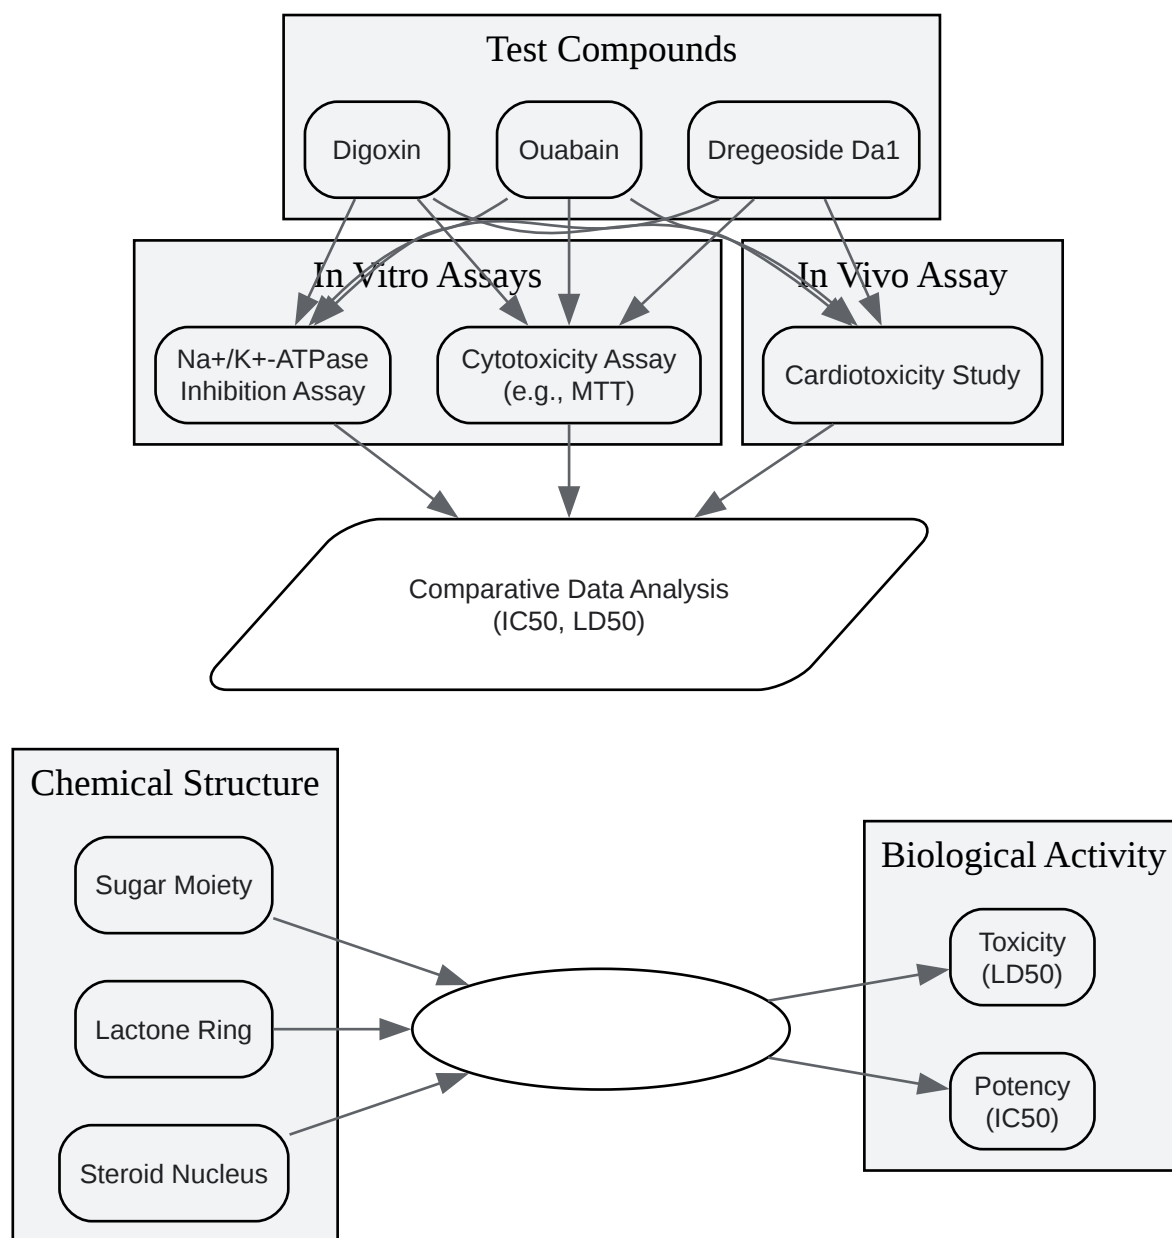 Test Compounds
Digoxin
Ouabain
Dregeoside Da1
In Vitro Assays
In Vivo Assay
Na+/K+-ATPase
Inhibition Assay
Cytotoxicity Assay
(e.g., MTT)
Cardiotoxicity Study
Comparative Data Analysis
(IC50, LD50)
Chemical Structure
Sugar Moiety
Lactone Ring
Steroid Nucleus
Biological Activity
Toxicity
(LD50)
Potency
(IC50)